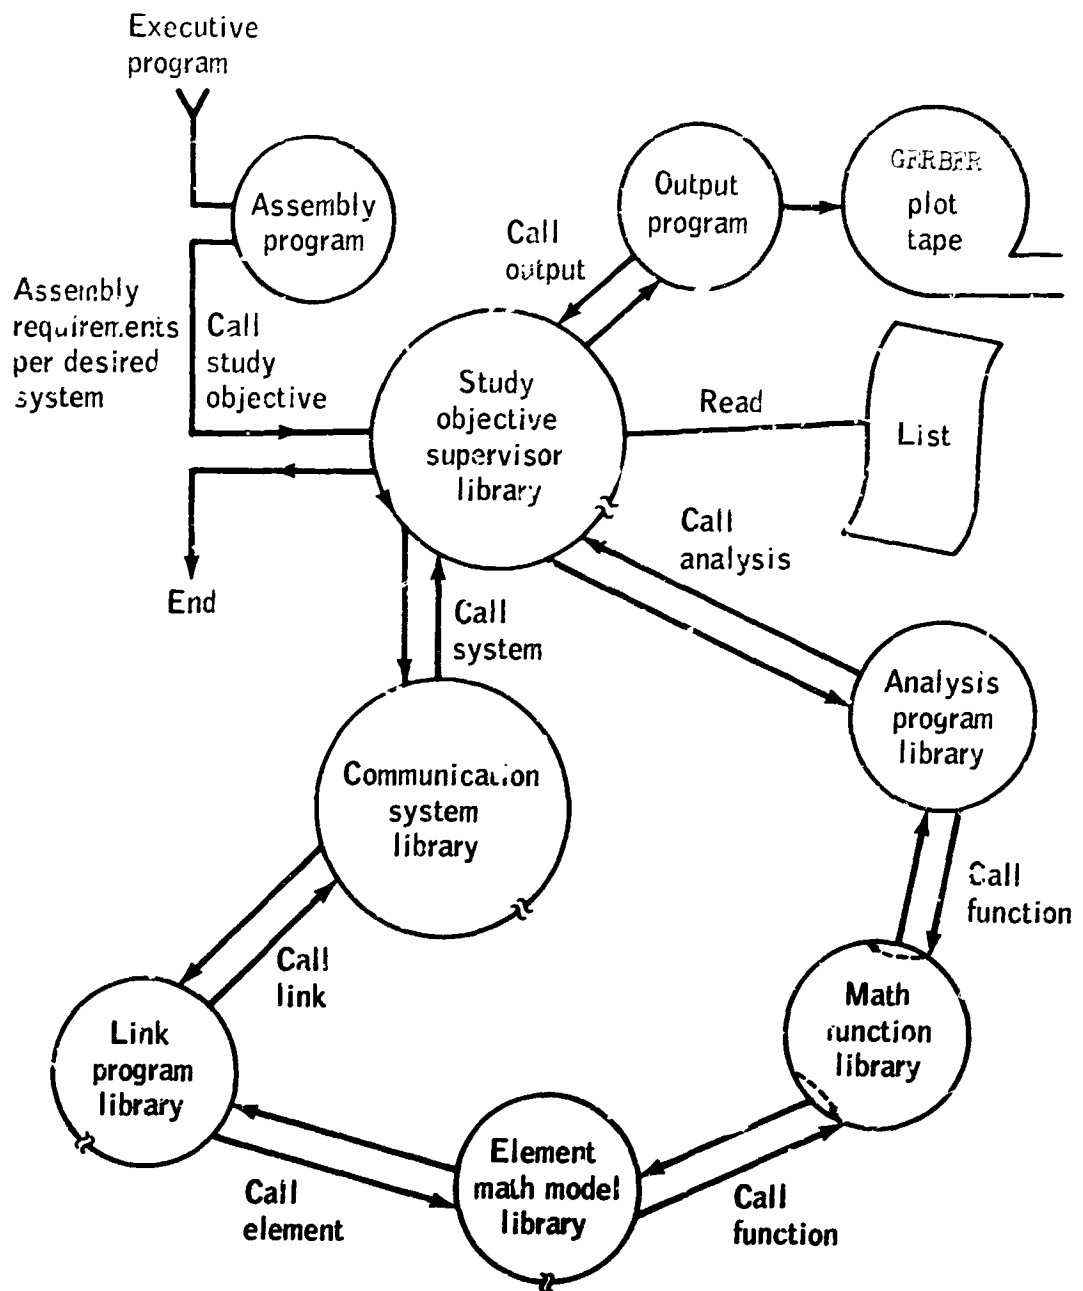 Executive
program
Assembly
program
Output
program
GERBER
plot
tape
Call
output
Assembly
requirements
per desired
system
Call
study
objective
Study
objective
supervisor
library
Read
List
Call
analysis
End
Call
system
Analysis
program
library
Communication
system
library
Call
function
Call
link
Math
function
library
Link
program
library
Element
math model
library
Call
element
Call
function